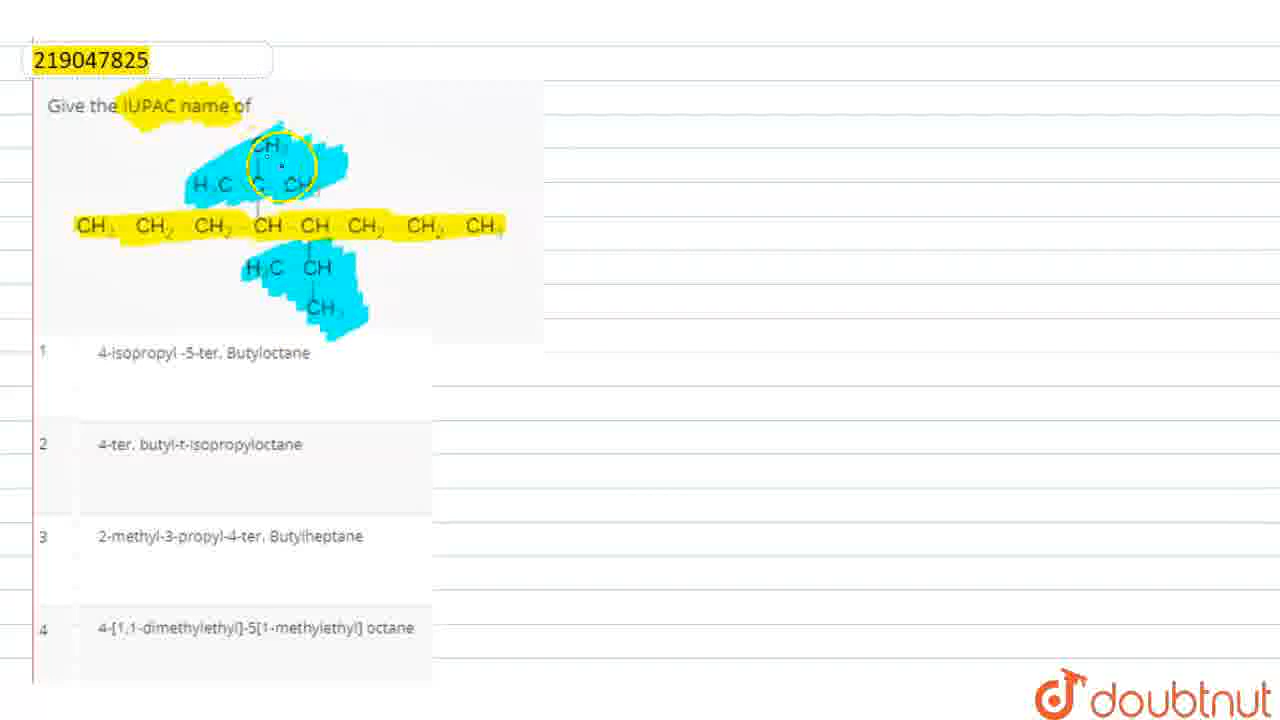 219047825
Give the IUPAC name of
CH3
H3C C CH3
CH3 CH2 CH2 - CH - CH - CH2 CH2 CH3
H3C CH
CH3
1 4-isopropyl -5-ter. Butyloctane
2 4-ter. butyl-t-isopropyloctane
3 2-methyl-3-propyl-4-ter. Butylheptane
4 4-[1,1-dimethylethyl]-5[1-methylethyl] octane
doubtnut